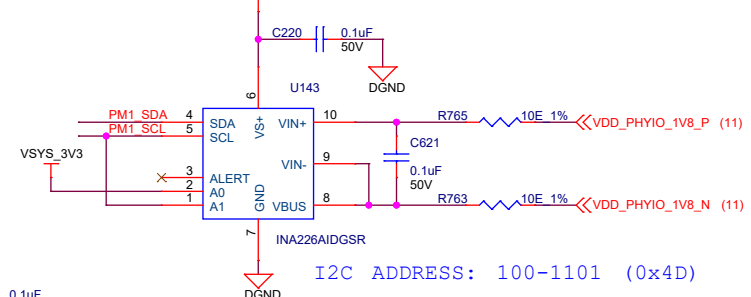 C220
0.1uF
50V
DGND
U143
6
PM1_SDA 4 SDA VS+ VIN+ 10 R765 10E_1% VDD_PHYIO_1V8_P (11)
PM1_SCL 5 SCL
C621
VSYS_3V3
VIN- 9
0.1uF
3 ALERT
50V
2 A0
1 A1 GND VBUS 8 R763 10E_1% VDD_PHYIO_1V8_N (11)
7
INA226AIDGSR
I2C ADDRESS: 100-1101 (0x4D)
0.1uF
DGND